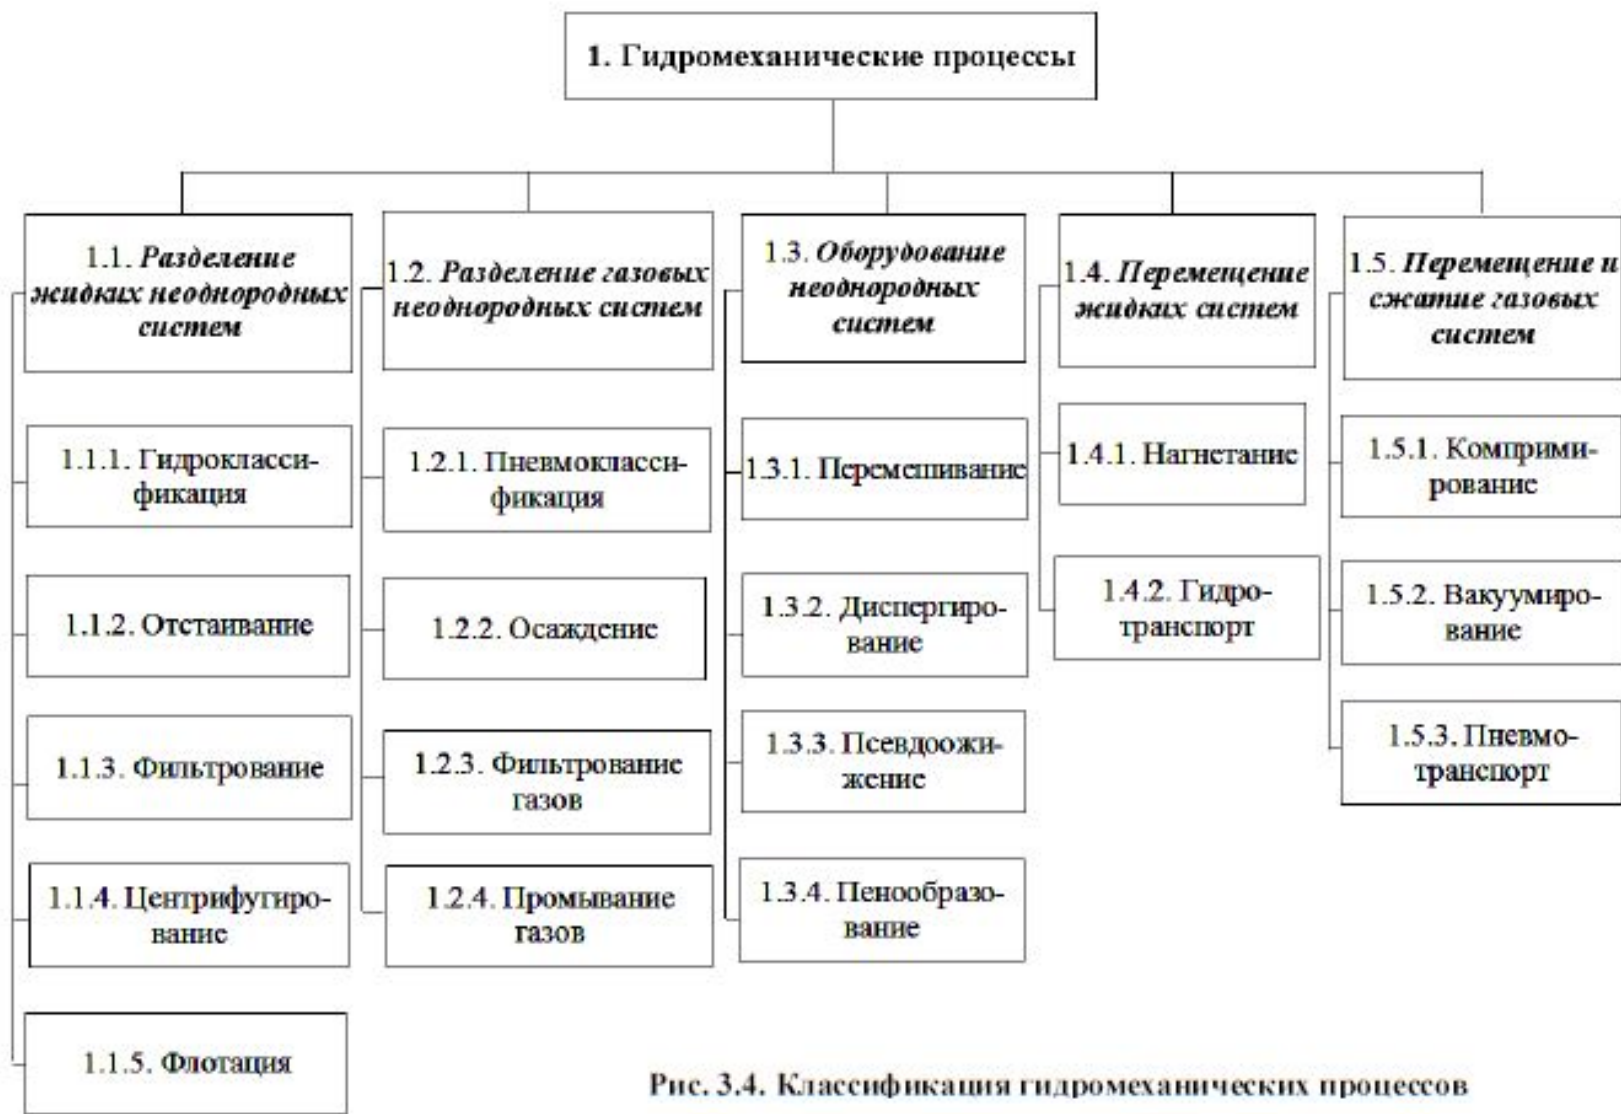 1. Гидромеханические процессы
1.1. Разделение
жидких неоднородных
систем
1.2. Разделение газовых
неоднородных систем
1.3. Оборудование
неоднородных
систем
1.4. Перемещение
жидких систем
1.5. Перемещение и
сжатие газовых
систем
1.1.1. Гидрокласси-
фикация
1.1.2. Отстаивание
1.1.3. Фильтрование
1.1.4. Центрифугиро-
вание
1.1.5. Флотация
1.2.1. Пневмокласси-
фикация
1.2.2. Осаждение
1.2.3. Фильтрование
газов
1.2.4. Промывание
газов
1.3.1. Перемешивание
1.3.2. Диспергиро-
вание
1.3.3. Псевдоожи-
жение
1.3.4. Пенообразо-
вание
1.4.1. Нагнетание
1.4.2. Гидро-
транспорт
1.5.1. Комприми-
рование
1.5.2. Вакуумиро-
вание
1.5.3. Пневмо-
транспорт
Рис. 3.4. Классификация гидромеханических процессов